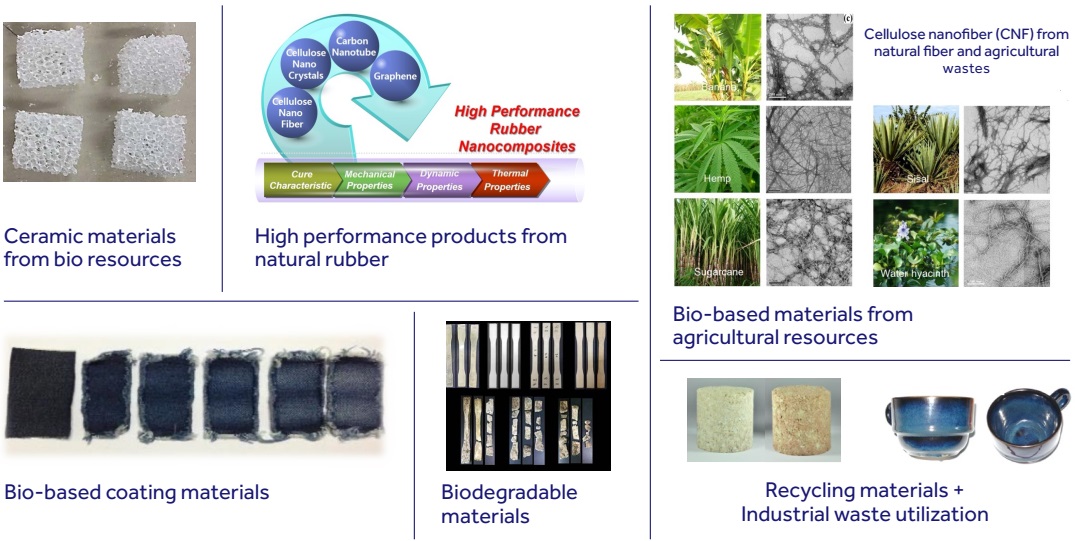 Ceramic materials
from bio resources
Cellulose
Nano
Fiber
Cellulose
Nano
Crystals
Carbon
Nanotube
Graphene
High Performance
Rubber
Nanocomposites
Cure
Characteristic
Mechanical
Properties
Dynamic
Properties
Thermal
Properties
High performance products from
natural rubber
Banana
(c)
Cellulose nanofiber (CNF) from
natural fiber and agricultural
wastes
Hemp
Sisal
Sugarcane
Water hyacinth
Bio-based materials from
agricultural resources
Bio-based coating materials
Biodegradable
materials
Recycling materials +
Industrial waste utilization